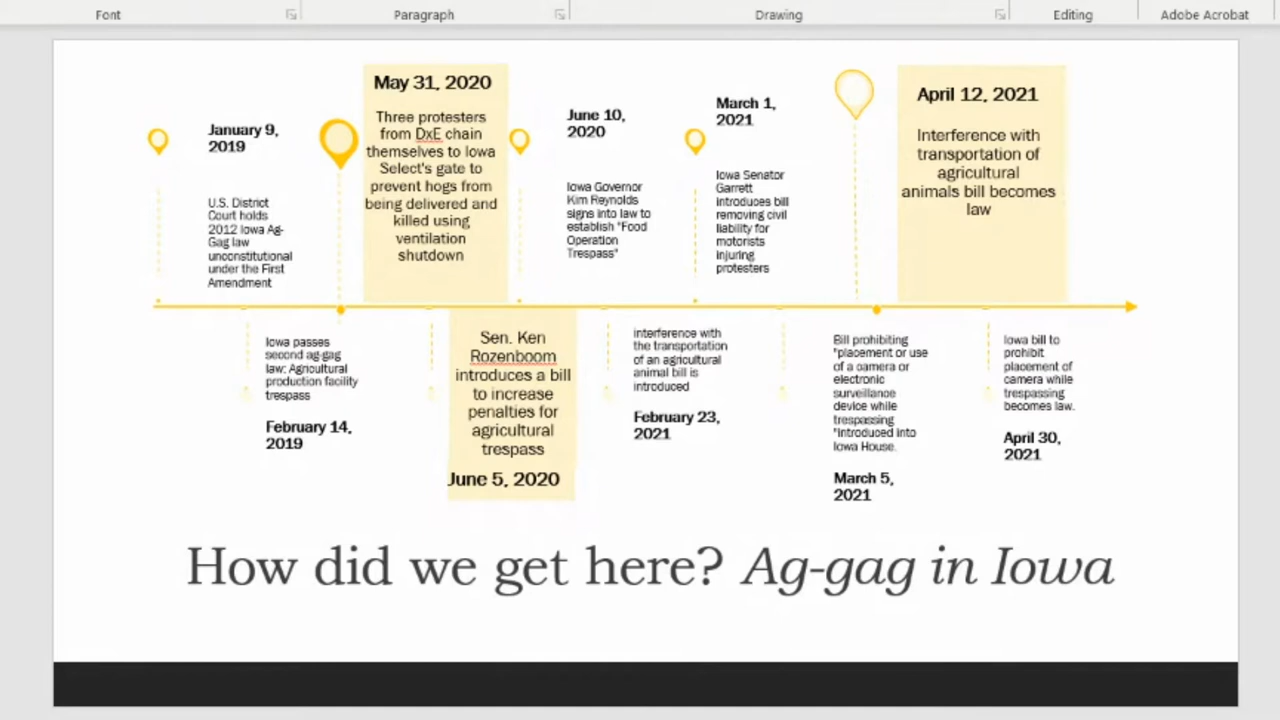 Font
Paragraph
Drawing
Editing
Adobe Acrobat
January 9,
2019
U.S. District
Court holds
2012 Iowa Ag-
Gag law
unconstitutional
under the First
Amendment
Iowa passes
second ag-gag
law: Agricultural
production facility
trespass
February 14,
2019
May 31, 2020
Three protesters
from DxE chain
themselves to Iowa
Select's gate to
prevent hogs from
being delivered and
killed using
ventilation
shutdown
Sen. Ken
Rozenboom
introduces a bill
to increase
penalties for
agricultural
trespass
June 5, 2020
June 10,
2020
Iowa Governor
Kim Reynolds
signs into law to
establish "Food
Operation
Trespass"
interference with
the transportation
of an agricultural
animal bill is
introduced
February 23,
2021
March 1,
2021
Iowa Senator
Garrett
introduces bill
removing civil
liability for
motorists
injuring
protesters
Bill prohibiting
"placement or use
of a camera or
electronic
surveillance
device while
trespassing
"introduced into
Iowa House.
March 5,
2021
April 12, 2021
Interference with
transportation of
agricultural
animals bill becomes
law
Iowa bill to
prohibit
placement of
camera while
trespassing
becomes law.
April 30,
2021
How did we get here? Ag-gag in Iowa